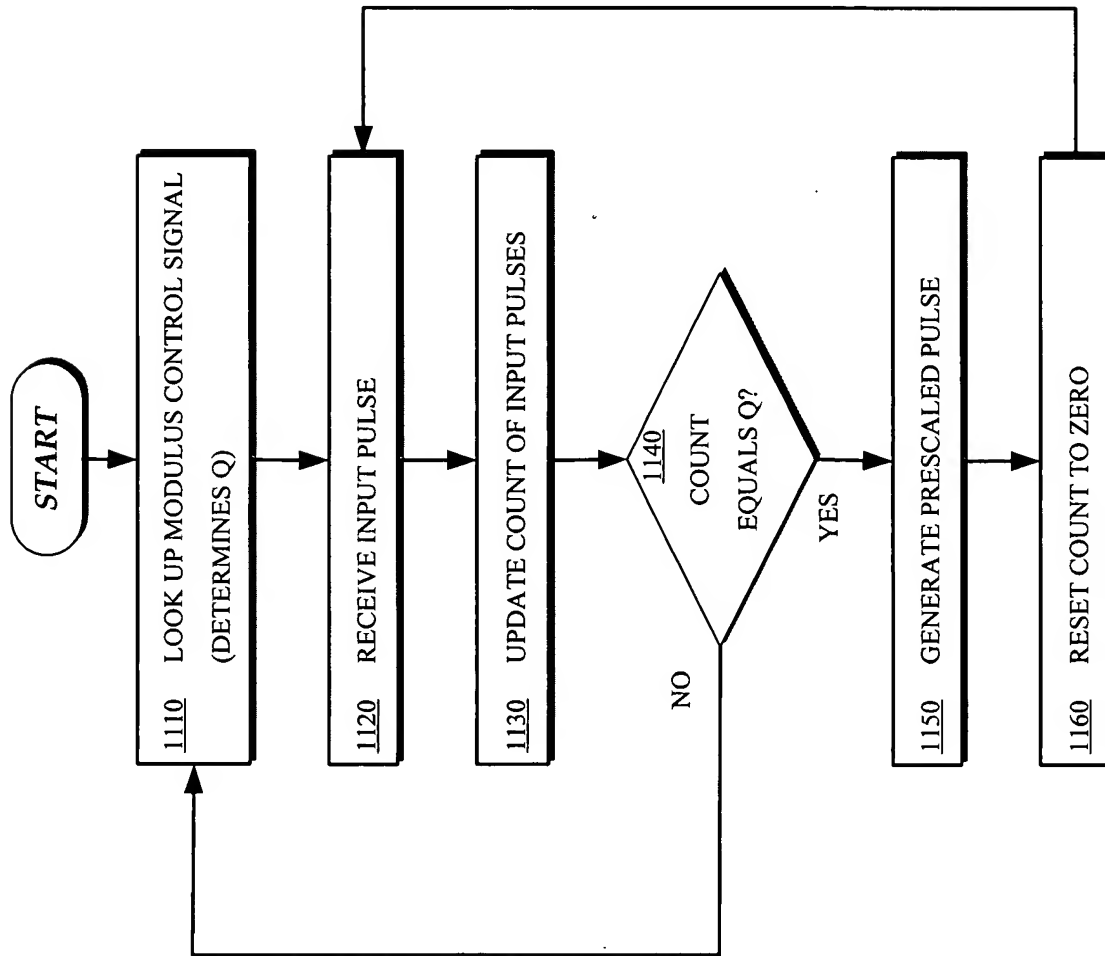 START
1110 LOOK UP MODULUS CONTROL SIGNAL
(DETERMINES Q)
1120 RECEIVE INPUT PULSE
1130 UPDATE COUNT OF INPUT PULSES
1140
COUNT
EQUALS Q?
NO
YES
1150 GENERATE PRESCALED PULSE
1160 RESET COUNT TO ZERO